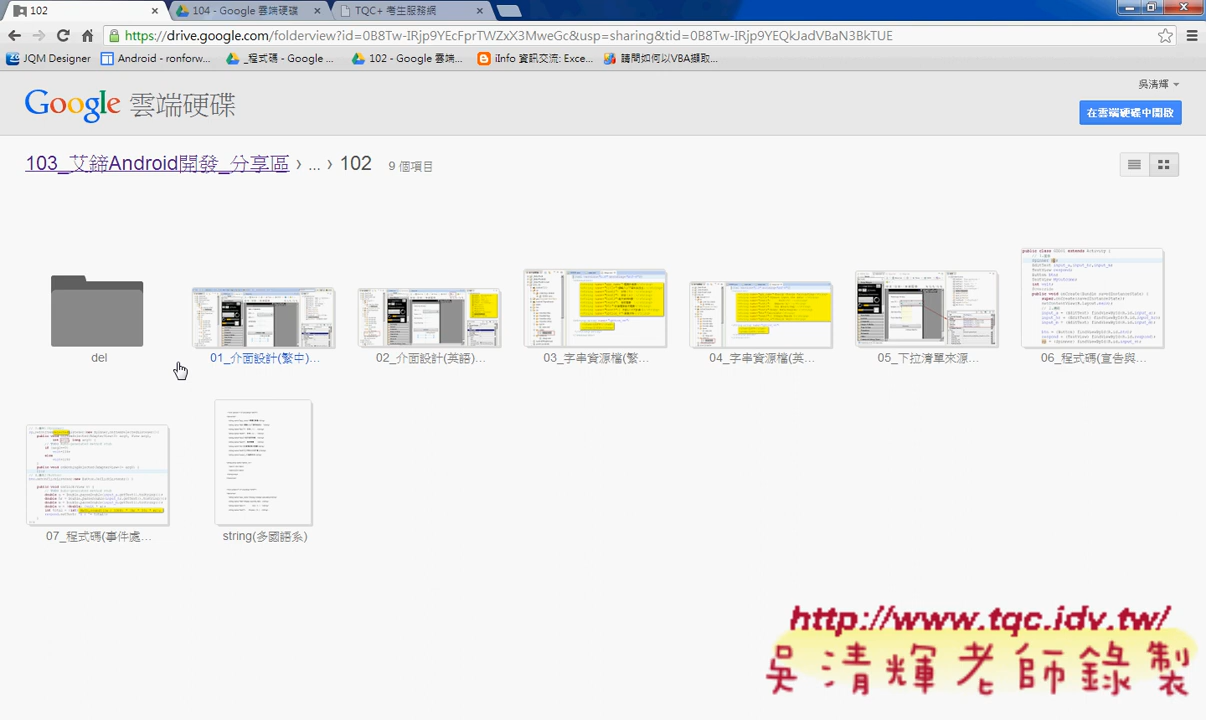 102
104 - Google 雲端硬碟
TQC+ 考生服務網
https://drive.google.com/folderview?id=0B8Tw-IRjp9YEcFprTWZxX3MweGc&usp=sharing&tid=0B8Tw-IRjp9YEQkJadVBaN3BkTUE
JQM Designer
Android - ronforw...
_程式碼 - Google ...
102 - Google 雲端...
iInfo 資訊交流: Exce...
請問如何以VBA擷取...
吳清輝
Google 雲端硬碟
在雲端硬碟中開啟
103_艾鍗Android開發_分享區 › ... › 102 9 個項目
del
01_介面設計(繁中)...
02_介面設計(英語)...
03_字串資源檔(繁...
04_字串資源檔(英...
05_下拉清單來源...
06_程式碼(宣告與...
07_程式碼(事件處...
string(多國語系)
http://www.tqc.idv.tw/
吳清輝老師錄製